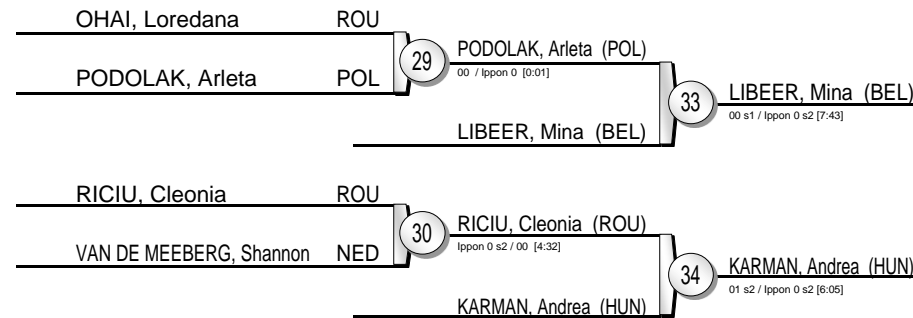 OHAI, Loredana ROU
PODOLAK, Arleta POL
29
PODOLAK, Arleta (POL)
00 / Ippon 0 [0:01]
LIBEER, Mina (BEL)
33
LIBEER, Mina (BEL)
00 s1 / Ippon 0 s2 [7:43]
RICIU, Cleonia ROU
VAN DE MEEBERG, Shannon NED
30
RICIU, Cleonia (ROU)
Ippon 0 s2 / 00 [4:32]
KARMAN, Andrea (HUN)
34
KARMAN, Andrea (HUN)
01 s2 / Ippon 0 s2 [6:05]